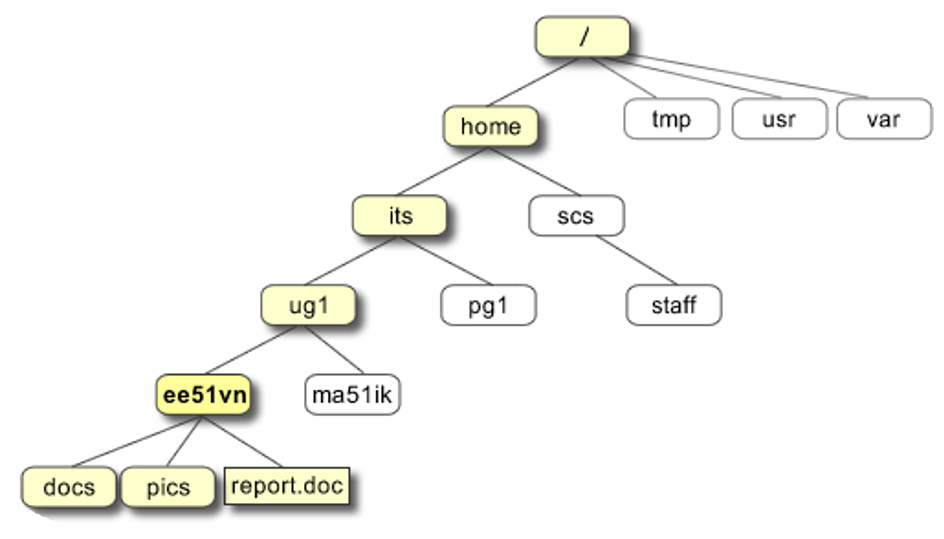 /
home
tmp
usr
var
its
scs
ug1
pg1
staff
ee51vn
ma51ik
docs
pics
report.doc